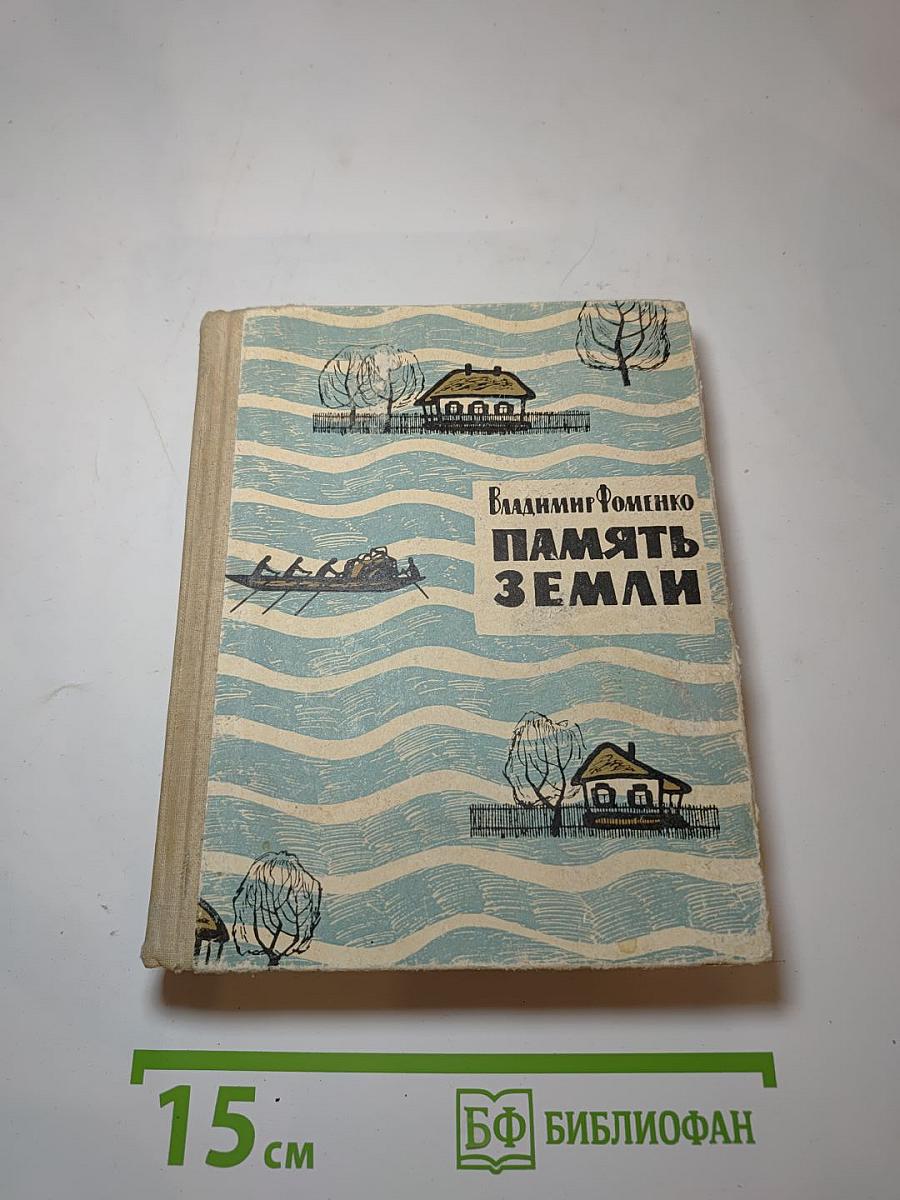 Владимир Фоменко
ПАМЯТЬ
ЗЕМЛИ
15 см
БФ БИБЛИОФАН